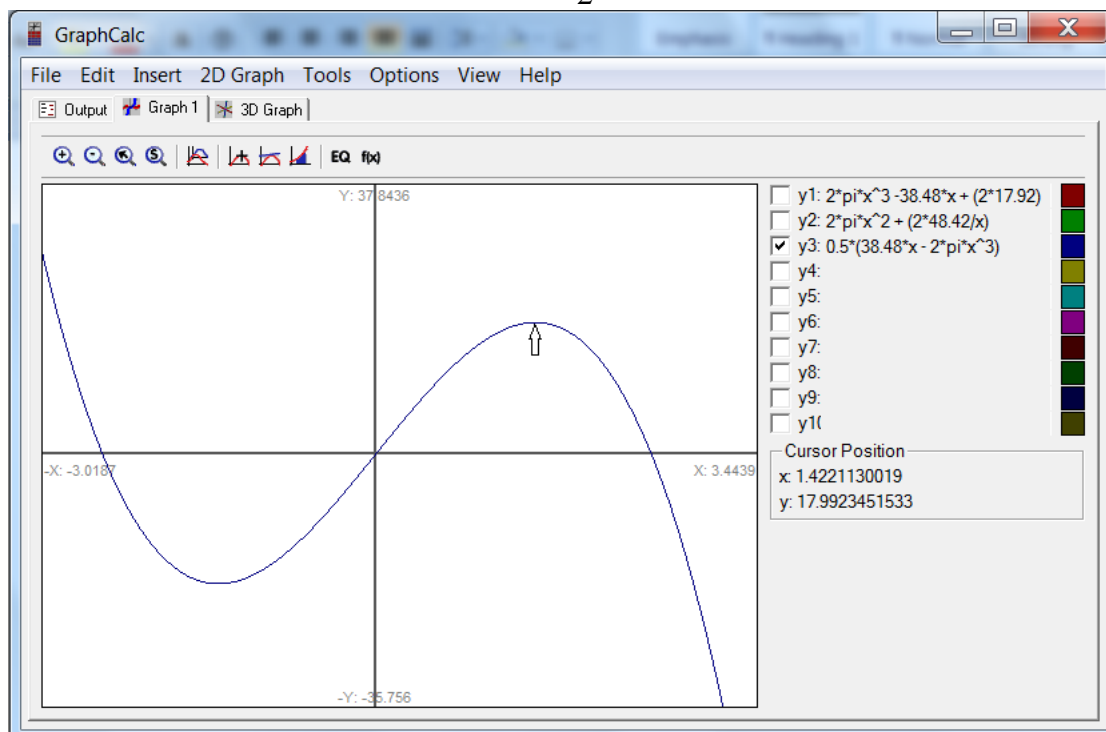 2
GraphCalc
File Edit Insert 2D Graph Tools Options View Help
Output Graph 1 3D Graph
EQ f(x)
Y: 37.8436
-X: -3.0187
X: 3.4439
-Y: -35.756
y1: 2*pi*x^3 -38.48*x + (2*17.92)
y2: 2*pi*x^2 + (2*48.42/x)
y3: 0.5*(38.48*x - 2*pi*x^3)
y4:
y5:
y6:
y7:
y8:
y9:
y1(
Cursor Position
x: 1.4221130019
y: 17.9923451533